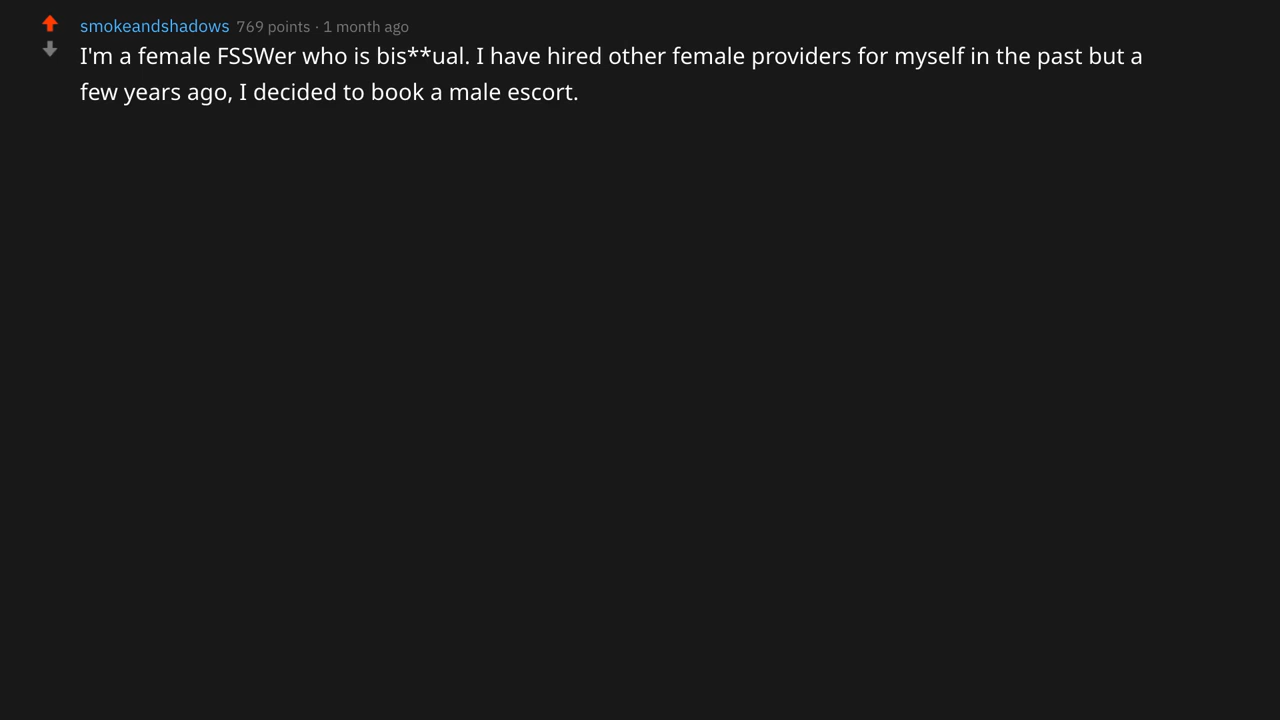 smokeandshadows 769 points · 1 month ago
I'm a female FSSWer who is bis**ual. I have hired other female providers for myself in the past but a
few years ago, I decided to book a male escort.